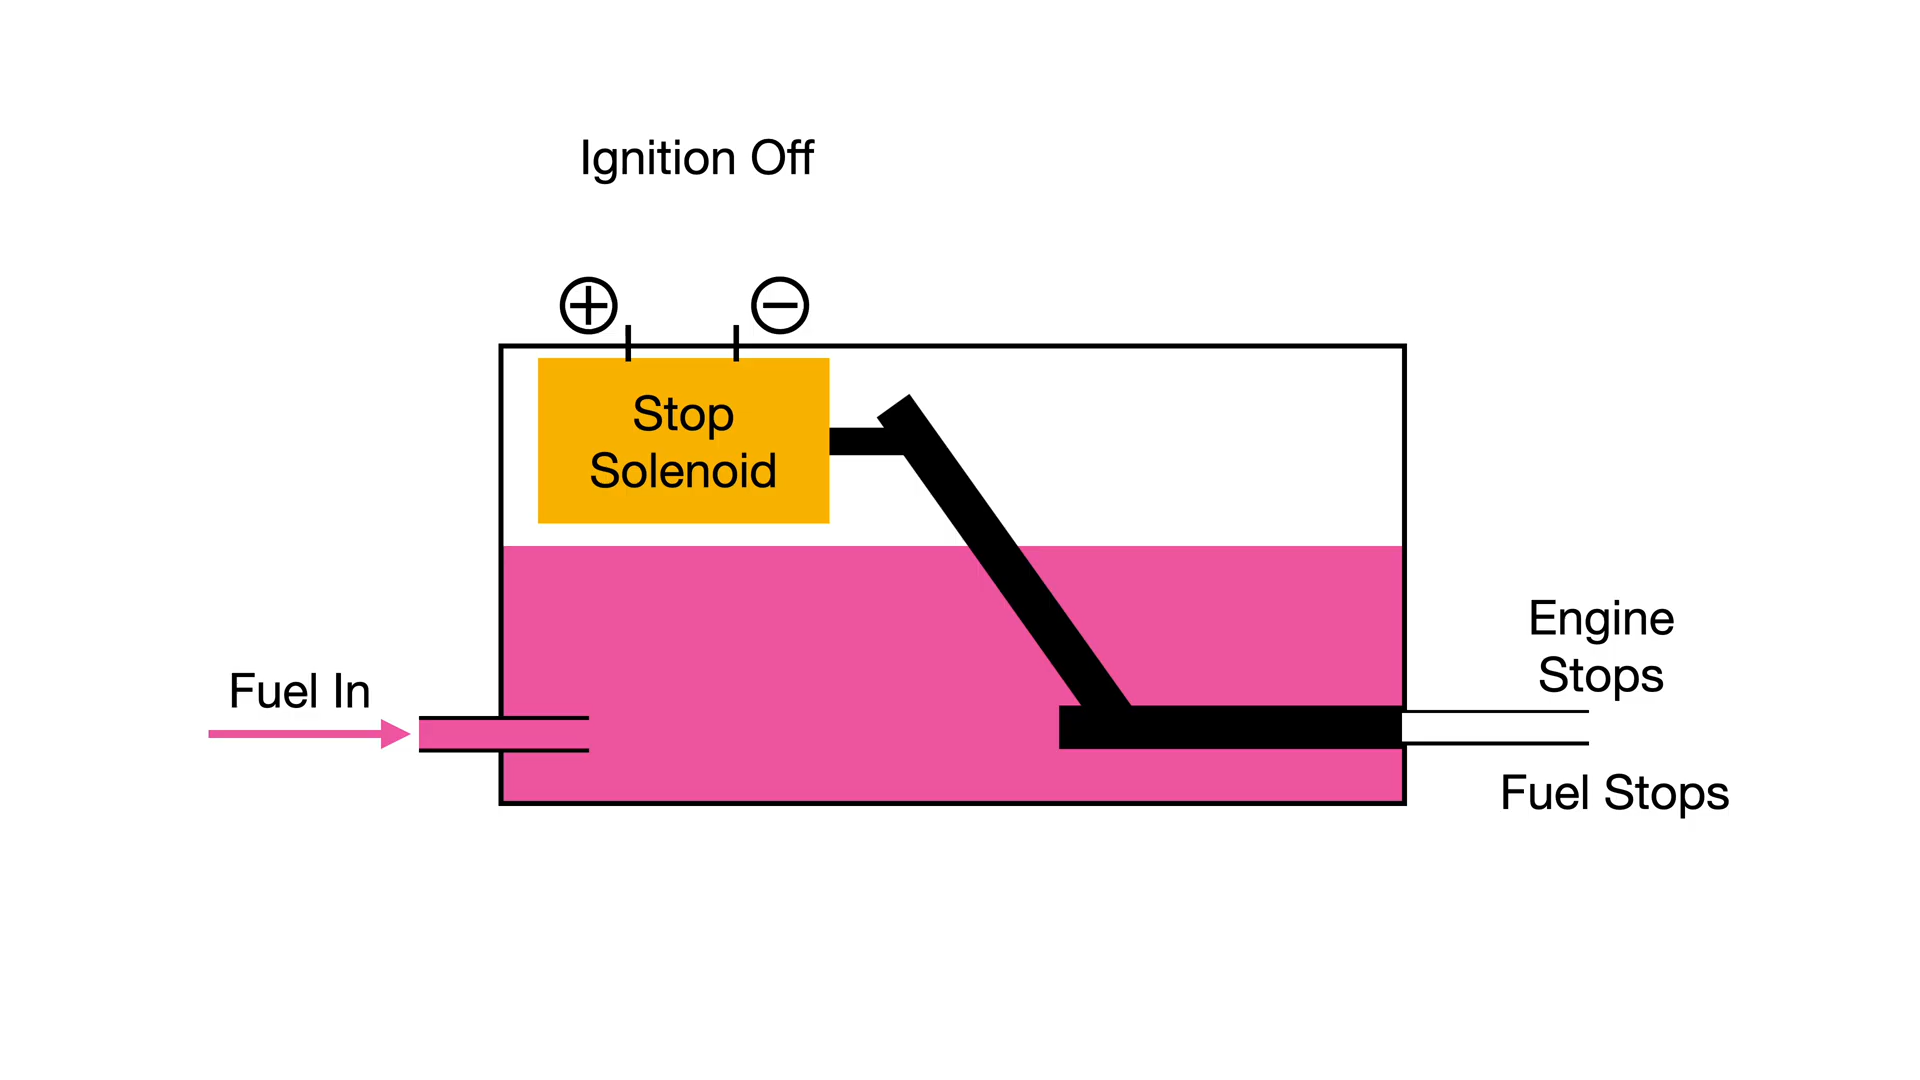 Ignition Off
+ −
Stop
Solenoid
Engine
Stops
Fuel In
Fuel Stops